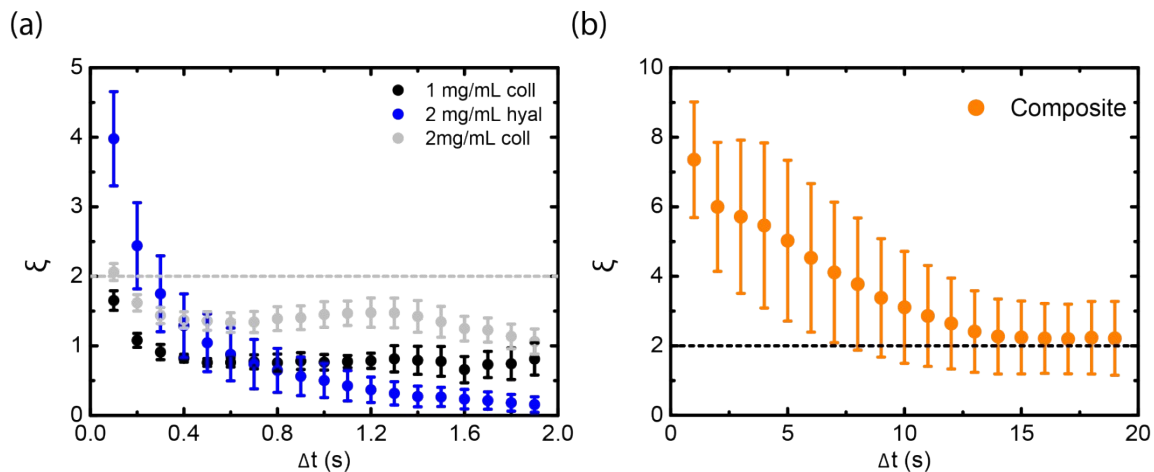 (a)
(b)
5
4
3
2
1
0
ξ
0.0
0.4
0.8
1.2
1.6
2.0
Δt (s)
1 mg/mL coll
2 mg/mL hyal
2mg/mL coll
10
8
6
4
2
0
ξ
0
5
10
15
20
Δt (s)
Composite